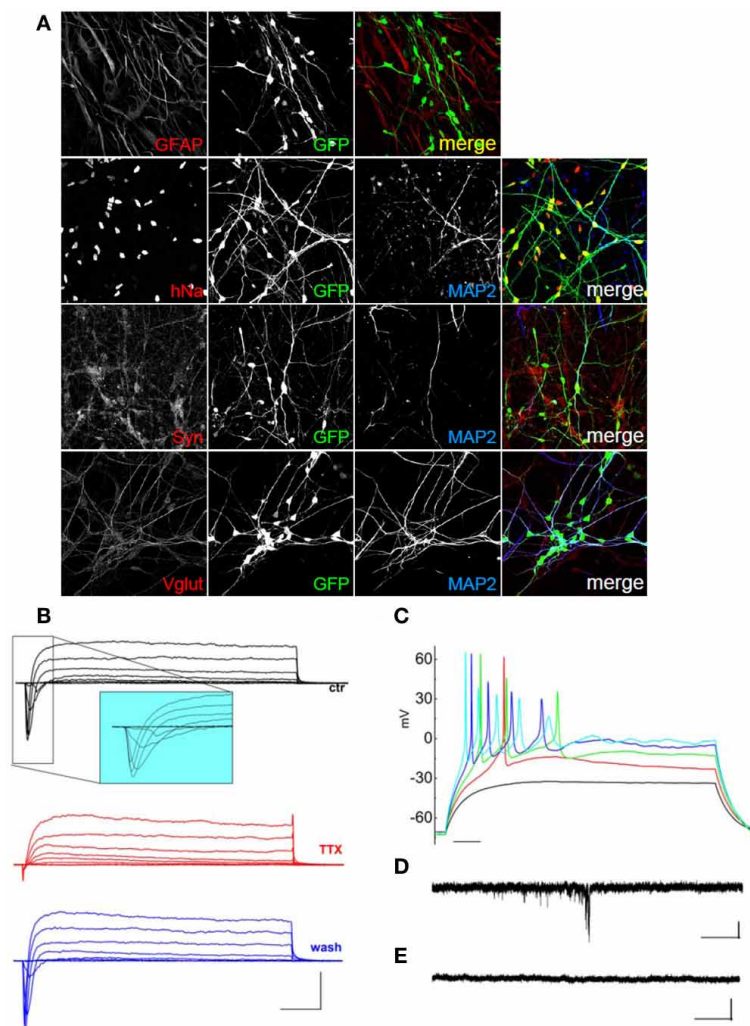 A
GFAP GFP merge
hNa GFP MAP2 merge
Syn GFP MAP2 merge
Vglut GFP MAP2 merge
B
ctr
TTX
wash
C
60
30
0
-30
-60
mV
D
E